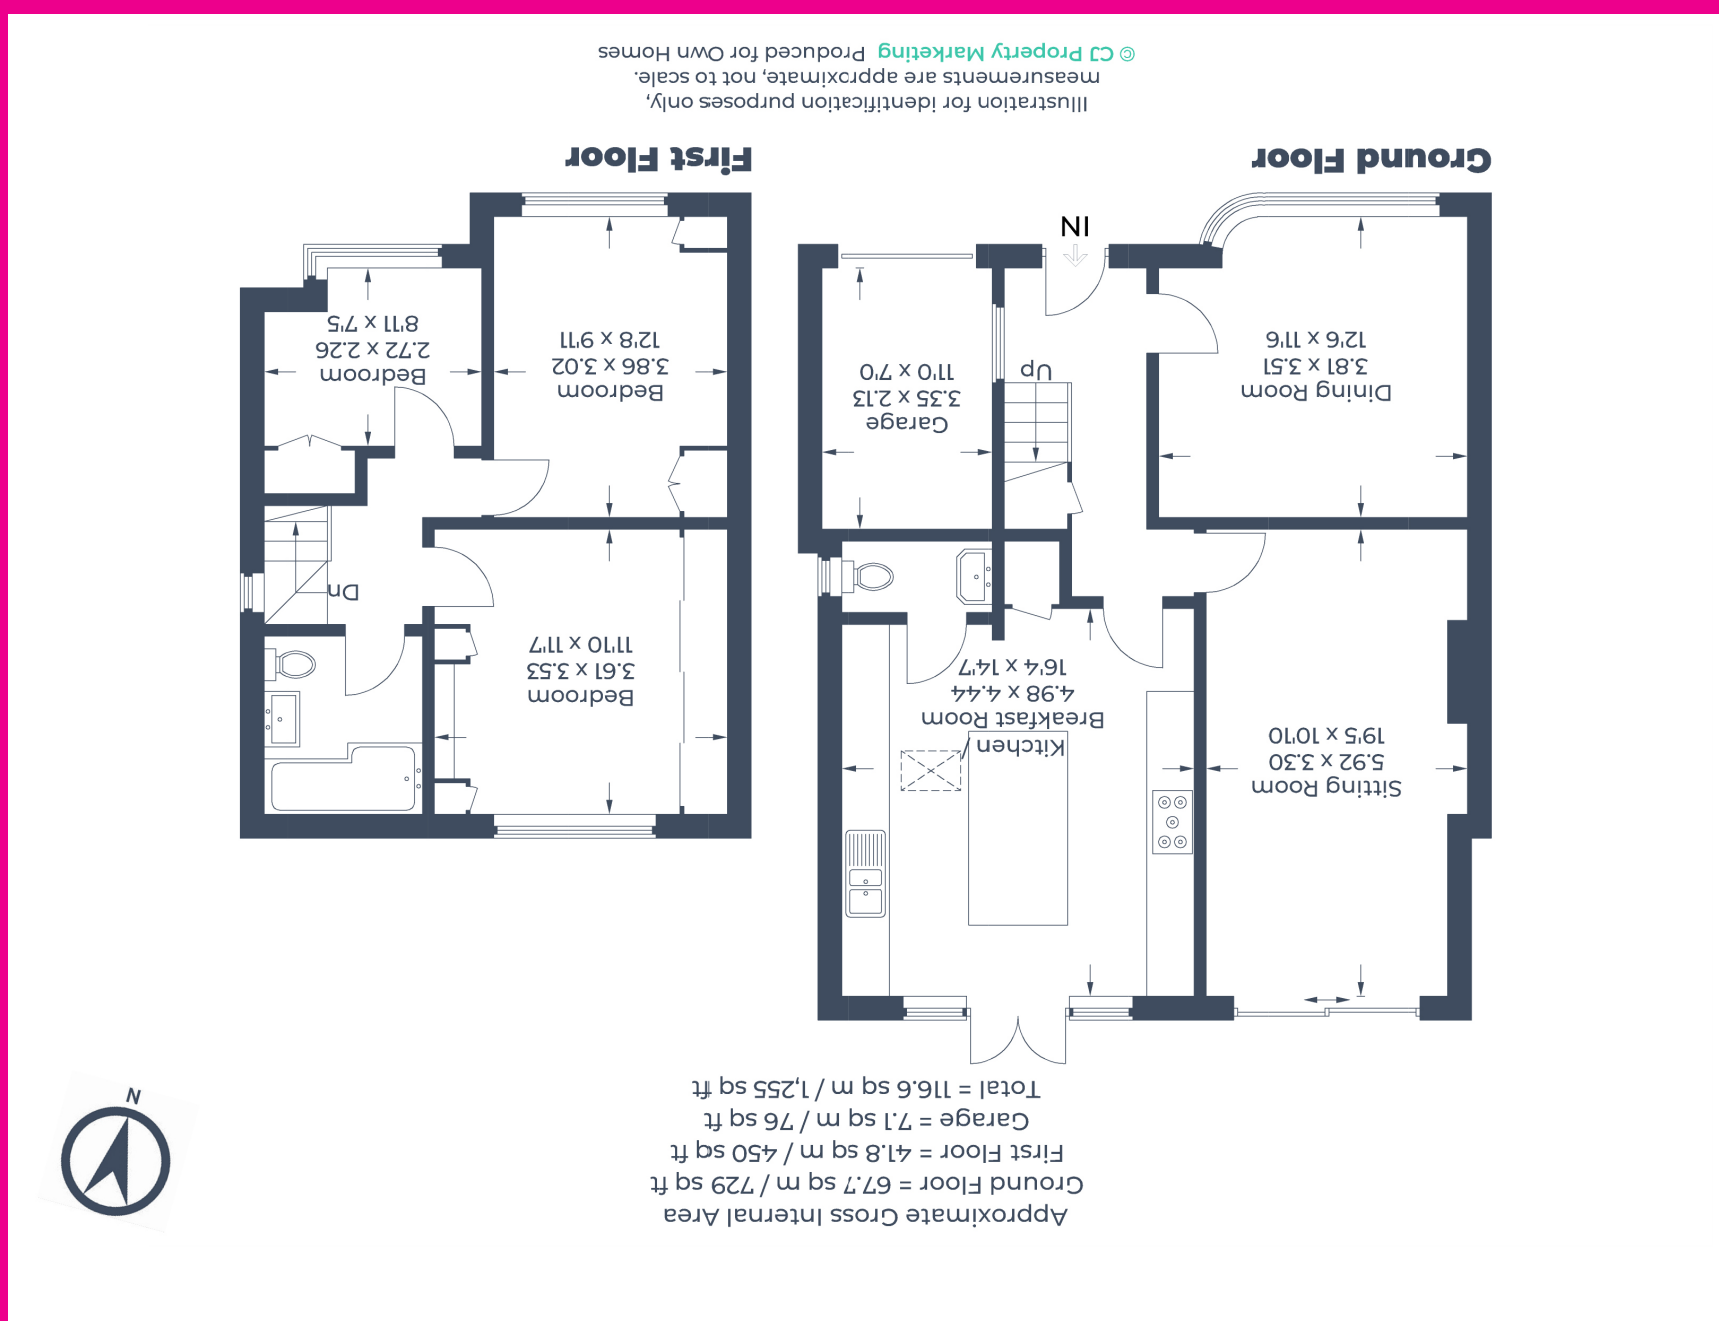 Approximate Gross Internal Area
Ground Floor = 67.7 sq m / 729 sq ft
First Floor = 41.8 sq m / 450 sq ft
Garage = 7.1 sq m / 76 sq ft
Total = 116.6 sq m / 1,255 sq ft
N
Sitting Room
5.92 x 3.30
19'5 x 10'10
Kitchen /
Breakfast Room
4.98 x 4.44
16'4 x 14'7
Dining Room
3.81 x 3.51
12'6 x 11'6
Garage
3.35 x 2.13
11'0 x 7'0
Up
IN
Ground Floor
Bedroom
3.61 x 3.53
11'10 x 11'7
Dn
Bedroom
3.86 x 3.02
12'8 x 9'11
Bedroom
2.72 x 2.26
8'11 x 7'5
First Floor
Illustration for identification purposes only,
measurements are approximate, not to scale.
© CJ Property Marketing Produced for Own Homes